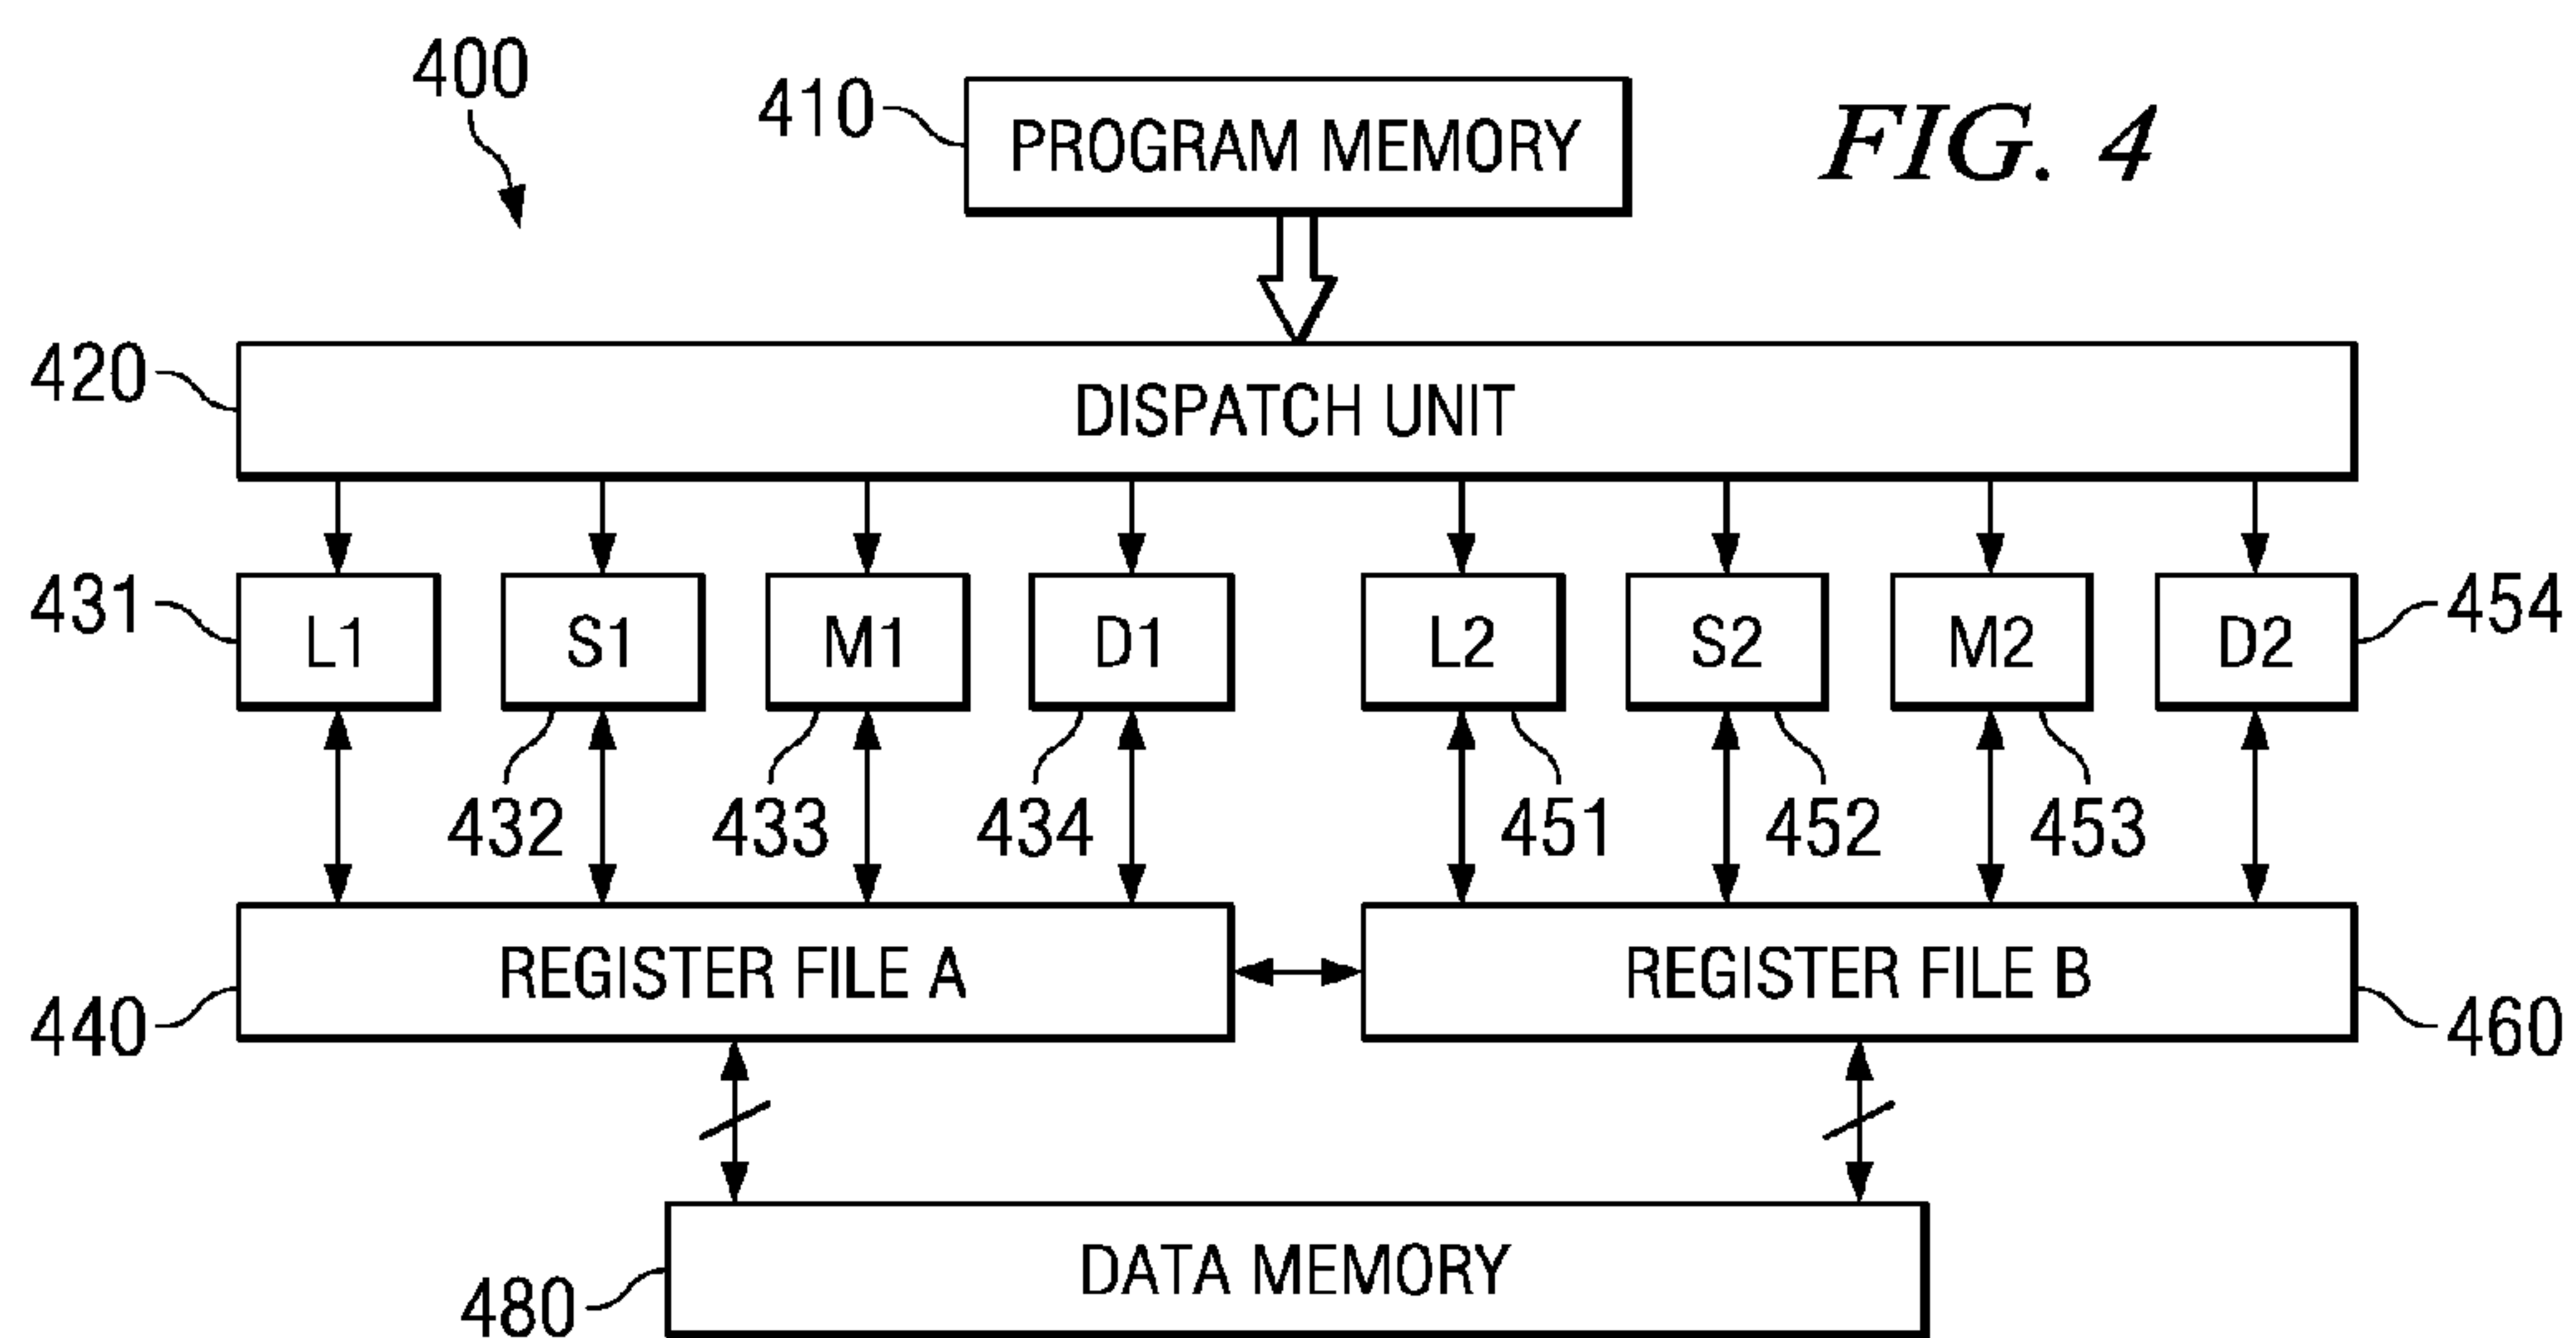 400
410
PROGRAM MEMORY
FIG. 4
420
DISPATCH UNIT
431
L1
S1
M1
D1
L2
S2
M2
D2
454
432
433
434
451
452
453
440
REGISTER FILE A
REGISTER FILE B
460
480
DATA MEMORY